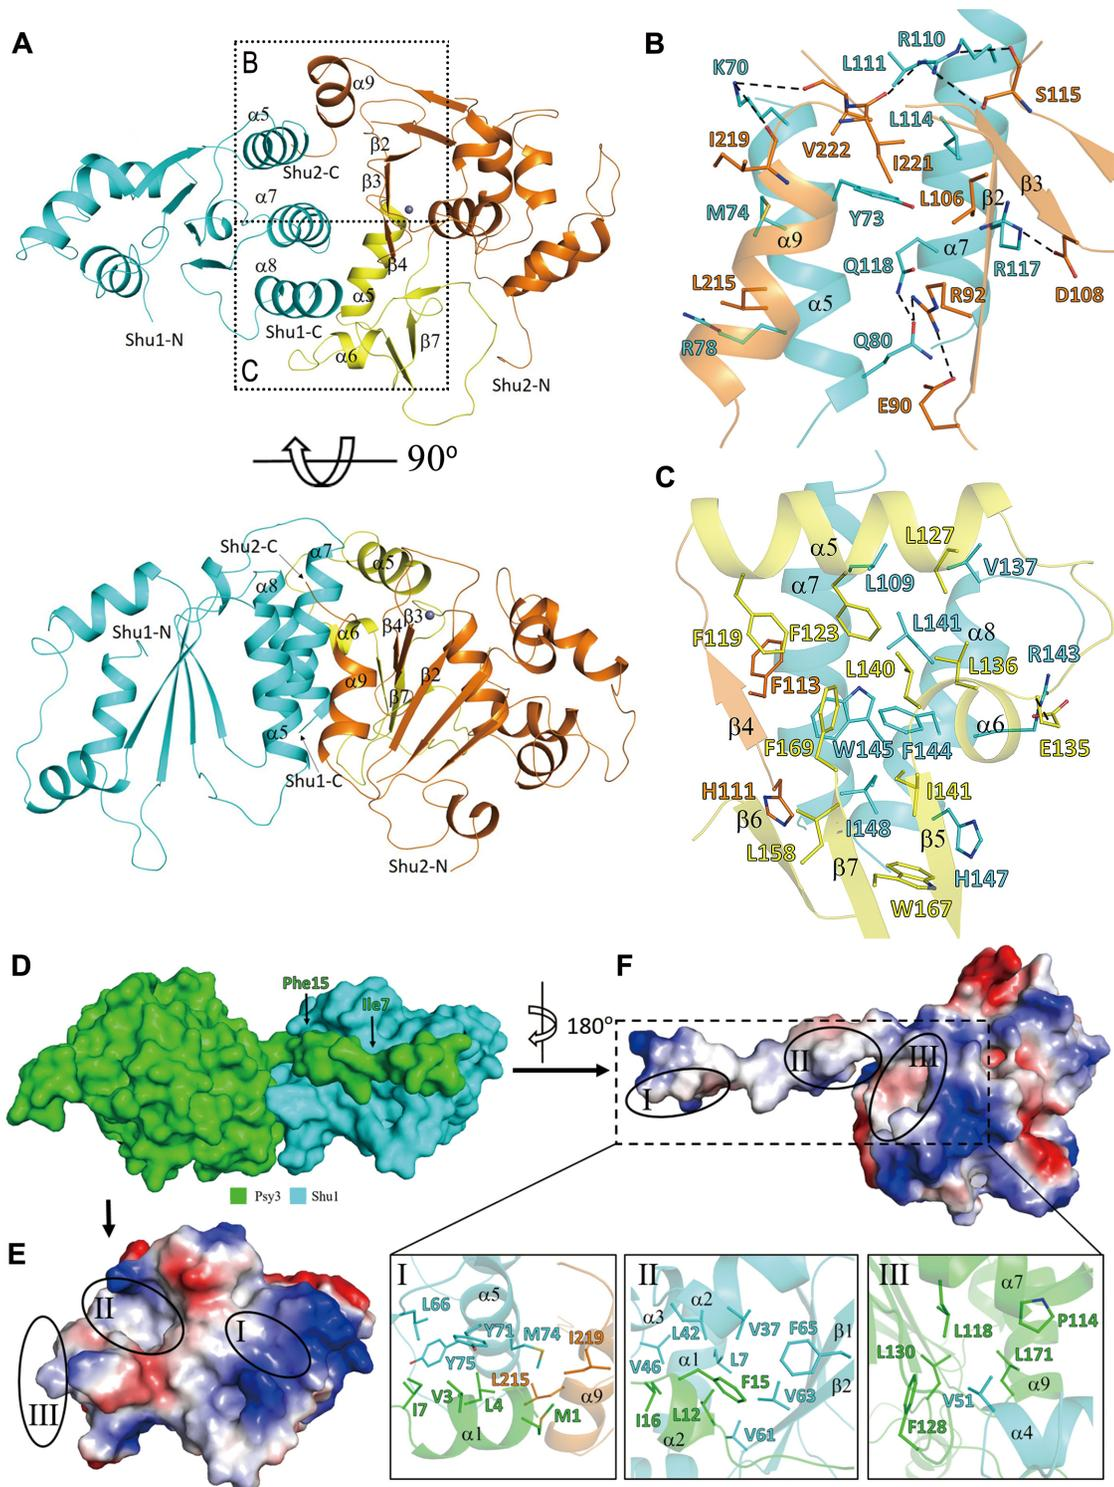 A
B
α9
α5
β2
Shu2-C
β3
α7
α8
β4
α5
Shu1-N
Shu1-C
β7
α6
C
Shu2-N
90º
Shu2-C
α7
α5
α8
Shu1-N
α6
β4
β3
α9
β2
β7
α5
Shu1-C
Shu2-N
B
R110
K70
L111
S115
L114
I219
V222
I221
β3
L106
β2
M74
Y73
α9
α7
Q118
R117
L215
R92
D108
α5
R78
Q80
E90
C
L127
α5
V137
α7
L109
F119
F123
L141
α8
R143
L140
L136
F113
α6
β4
F169
W145
F144
E135
H111
I141
β6
I148
β5
L158
β7
H147
W167
D
Phe15
Ile7
180º
Psy3
Shu1
F
II
III
I
E
II
I
III
I
α5
L66
Y71
M74
I219
Y75
L215
V3
L4
α9
I7
M1
α1
II
α2
α3
L42
V37
F65
β1
V46
α1
L7
F15
β2
V63
I16
L12
α2
V61
III
α7
P114
L118
L130
L171
V51
α9
F128
α4